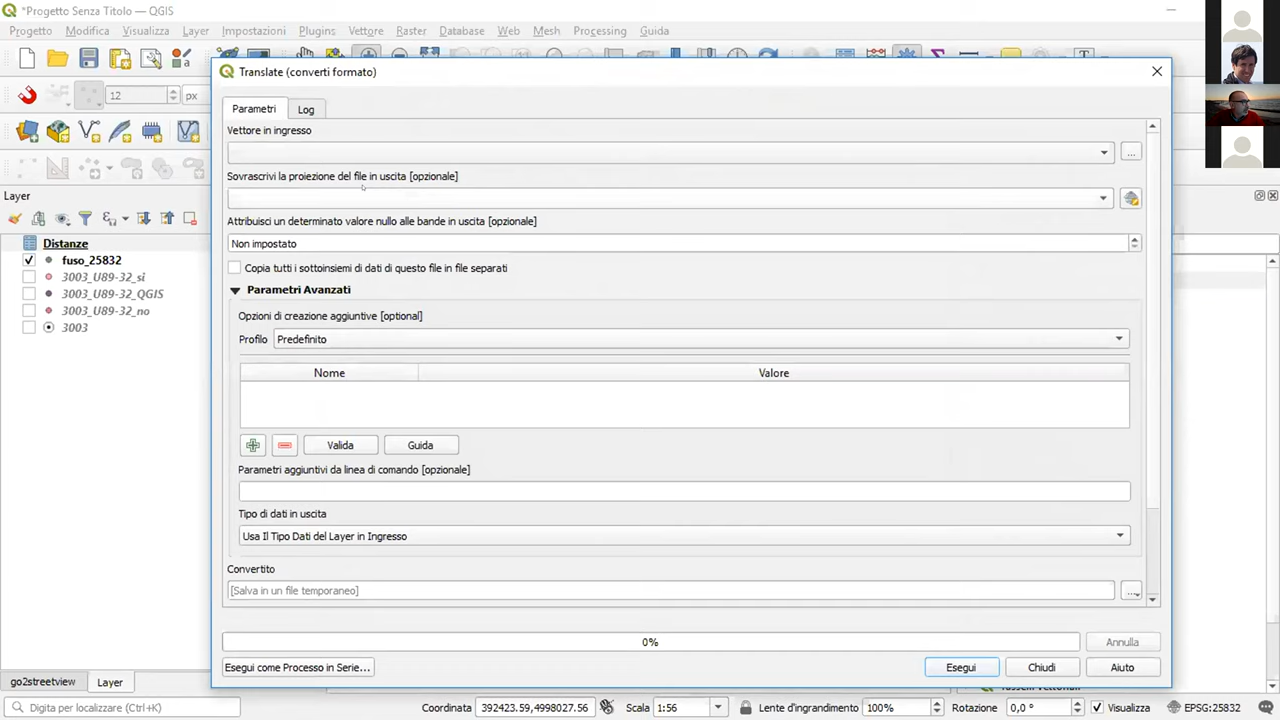 *Progetto Senza Titolo — QGIS
Progetto Modifica Visualizza Layer Impostazioni Plugins Vettore Raster Database Web Mesh Processing Guida
12 px
Translate (converti formato)
Parametri Log
Vettore in ingresso
...
Sovrascrivi la proiezione del file in uscita [opzionale]
Attribuisci un determinato valore nullo alle bande in uscita [opzionale]
Non impostato
Copia tutti i sottoinsiemi di dati di questo file in file separati
Parametri Avanzati
Opzioni di creazione aggiuntive [optional]
Profilo Predefinito
Nome Valore
Valida Guida
Parametri aggiuntivi da linea di comando [opzionale]
Tipo di dati in uscita
Usa Il Tipo Dati del Layer in Ingresso
Convertito
[Salva in un file temporaneo]
...
0% Annulla
Esegui come Processo in Serie... Esegui Chiudi Aiuto
Layer
Distanze
fuso_25832
3003_U89-32_si
3003_U89-32_QGIS
3003_U89-32_no
3003
go2streetview Layer
Digita per localizzare (Ctrl+K) Coordinata 392423.59,4998027.56 Scala 1:56 Lente d'ingrandimento 100% Rotazione 0,0 ° Visualizza EPSG:25832